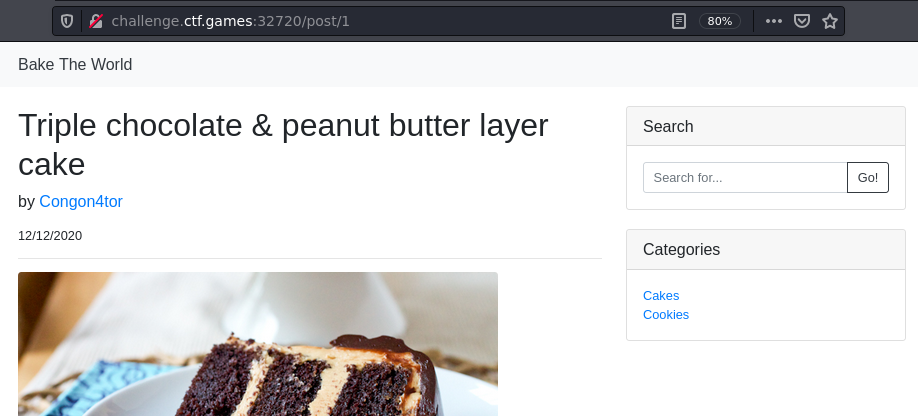 challenge.ctf.games:32720/post/1
80%
Bake The World
Triple chocolate & peanut butter layer
cake
by Congon4tor
12/12/2020
Search
Search for...
Go!
Categories
Cakes
Cookies